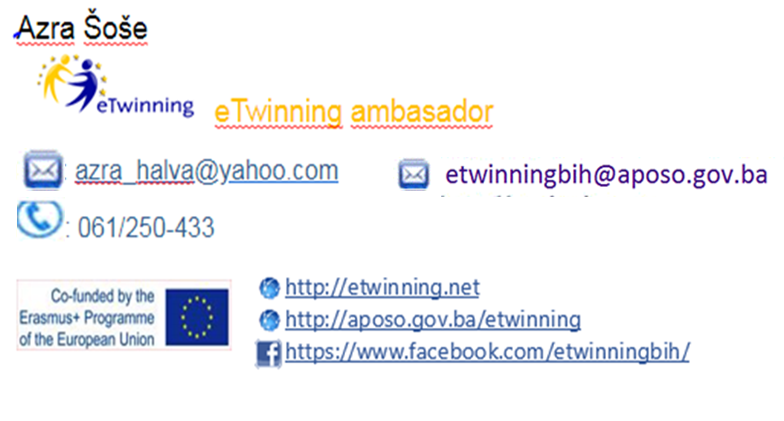 Azra Šoše
eTwinning
eTwinning ambasador
: azra_halva@yahoo.com
etwinningbih@aposo.gov.ba
: 061/250-433
Co-funded by the
Erasmus+ Programme
of the European Union
http://etwinning.net
http://aposo.gov.ba/etwinning
https://www.facebook.com/etwinningbih/